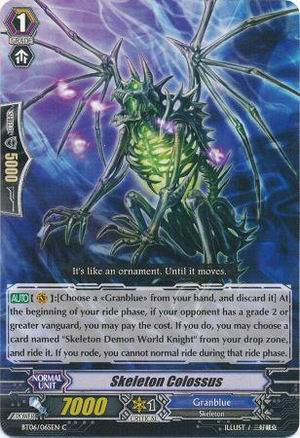 1
GRADE
5000
SHIELD
It's like an ornament. Until it moves.
AUTO【 】:[Choose a «Granblue» from your hand, and discard it] At
the beginning of your ride phase, if your opponent has a grade 2 or
greater vanguard, you may pay the cost. If you do, you may choose a
card named "Skeleton Demon World Knight" from your drop zone,
and ride it. If you rode, you cannot normal ride during that ride phase.
NORMAL
UNIT
Skeleton Colossus
POWER
7000
1
CRITICAL
Granblue
Skeleton
BT06/065EN C
ILLUST / 三好載克